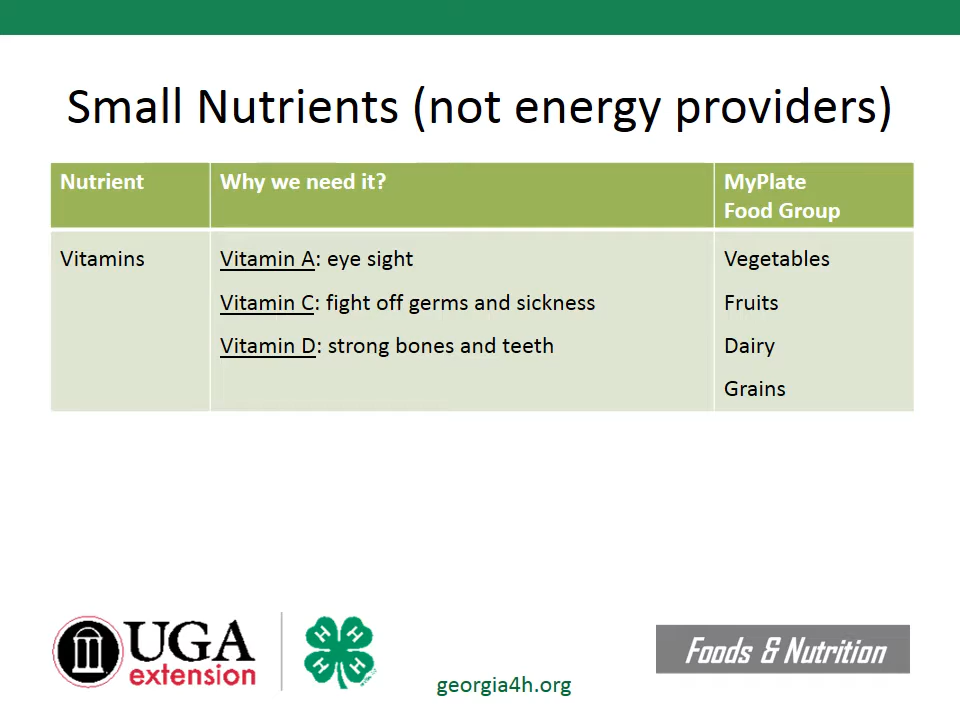 Small Nutrients (not energy providers)
Nutrient
Why we need it?
MyPlate
Food Group
Vitamins
Vitamin A: eye sight
Vitamin C: fight off germs and sickness
Vitamin D: strong bones and teeth
Vegetables
Fruits
Dairy
Grains
UGA
extension
H H
H H
georgia4h.org
Foods & Nutrition